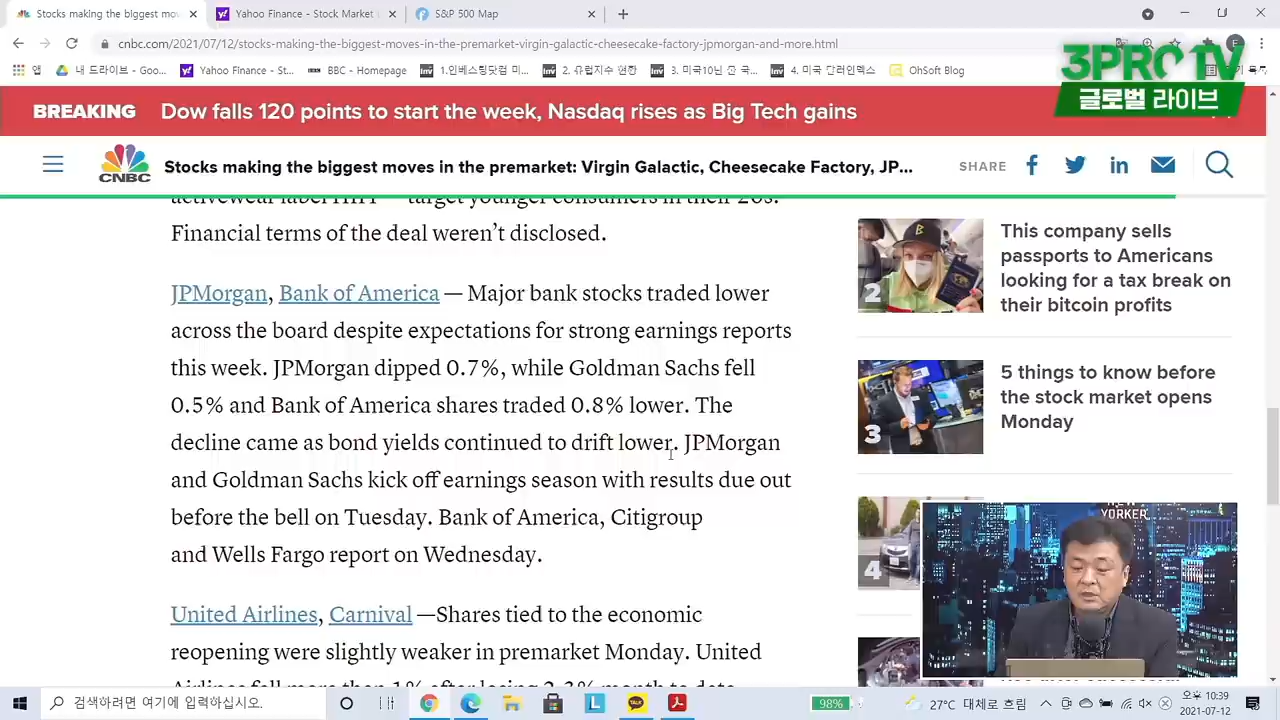 Stocks making the biggest mov
Yahoo Finance - Stock Market
S&P 500 Map
cnbc.com/2021/07/12/stocks-making-the-biggest-moves-in-the-premarket-virgin-galactic-cheesecake-factory-jpmorgan-and-more.html
앱
내 드라이브 - Goo...
Yahoo Finance - St...
BBC - Homepage
1.인베스팅닷컴 미...
2. 유럽지수 현황
3. 미국10년 문 국...
4. 미국 달러인덱스
OhSoft Blog
3PROTV
글로벌 라이브
BREAKING Dow falls 120 points to start the week, Nasdaq rises as Big Tech gains
CNBC
Stocks making the biggest moves in the premarket: Virgin Galactic, Cheesecake Factory, JP...
SHARE
target younger consumers in their 20s.
Financial terms of the deal weren't disclosed.
JPMorgan, Bank of America — Major bank stocks traded lower
across the board despite expectations for strong earnings reports
this week. JPMorgan dipped 0.7%, while Goldman Sachs fell
0.5% and Bank of America shares traded 0.8% lower. The
decline came as bond yields continued to drift lower. JPMorgan
and Goldman Sachs kick off earnings season with results due out
before the bell on Tuesday. Bank of America, Citigroup
and Wells Fargo report on Wednesday.
United Airlines, Carnival —Shares tied to the economic
reopening were slightly weaker in premarket Monday. United
2
This company sells
passports to Americans
looking for a tax break on
their bitcoin profits
3
5 things to know before
the stock market opens
Monday
4
YORKER
검색하려면 여기에 입력하십시오.
98%
27°C 대체로 흐림
오후 10:39
2021-07-12